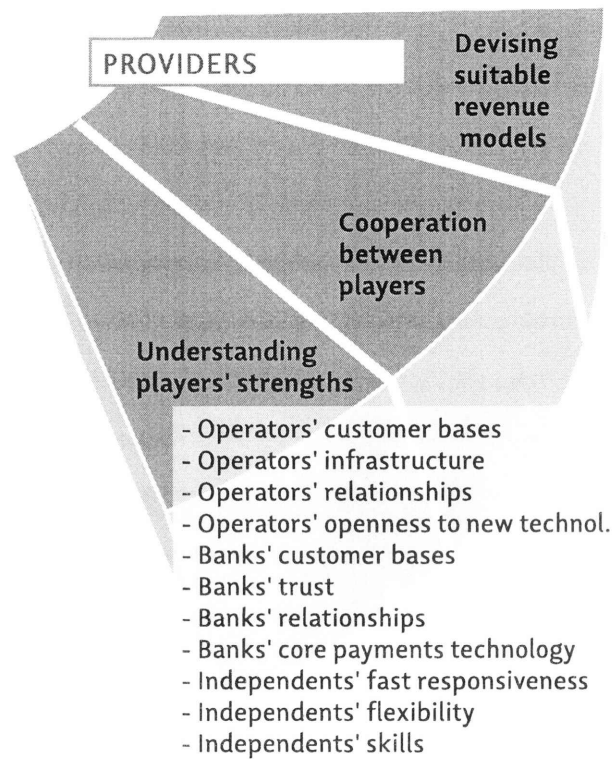 PROVIDERS
Devising
suitable
revenue
models
Cooperation
between
players
Understanding
players' strengths
- Operators' customer bases
- Operators' infrastructure
- Operators' relationships
- Operators' openness to new technol.
- Banks' customer bases
- Banks' trust
- Banks' relationships
- Banks' core payments technology
- Independents' fast responsiveness
- Independents' flexibility
- Independents' skills